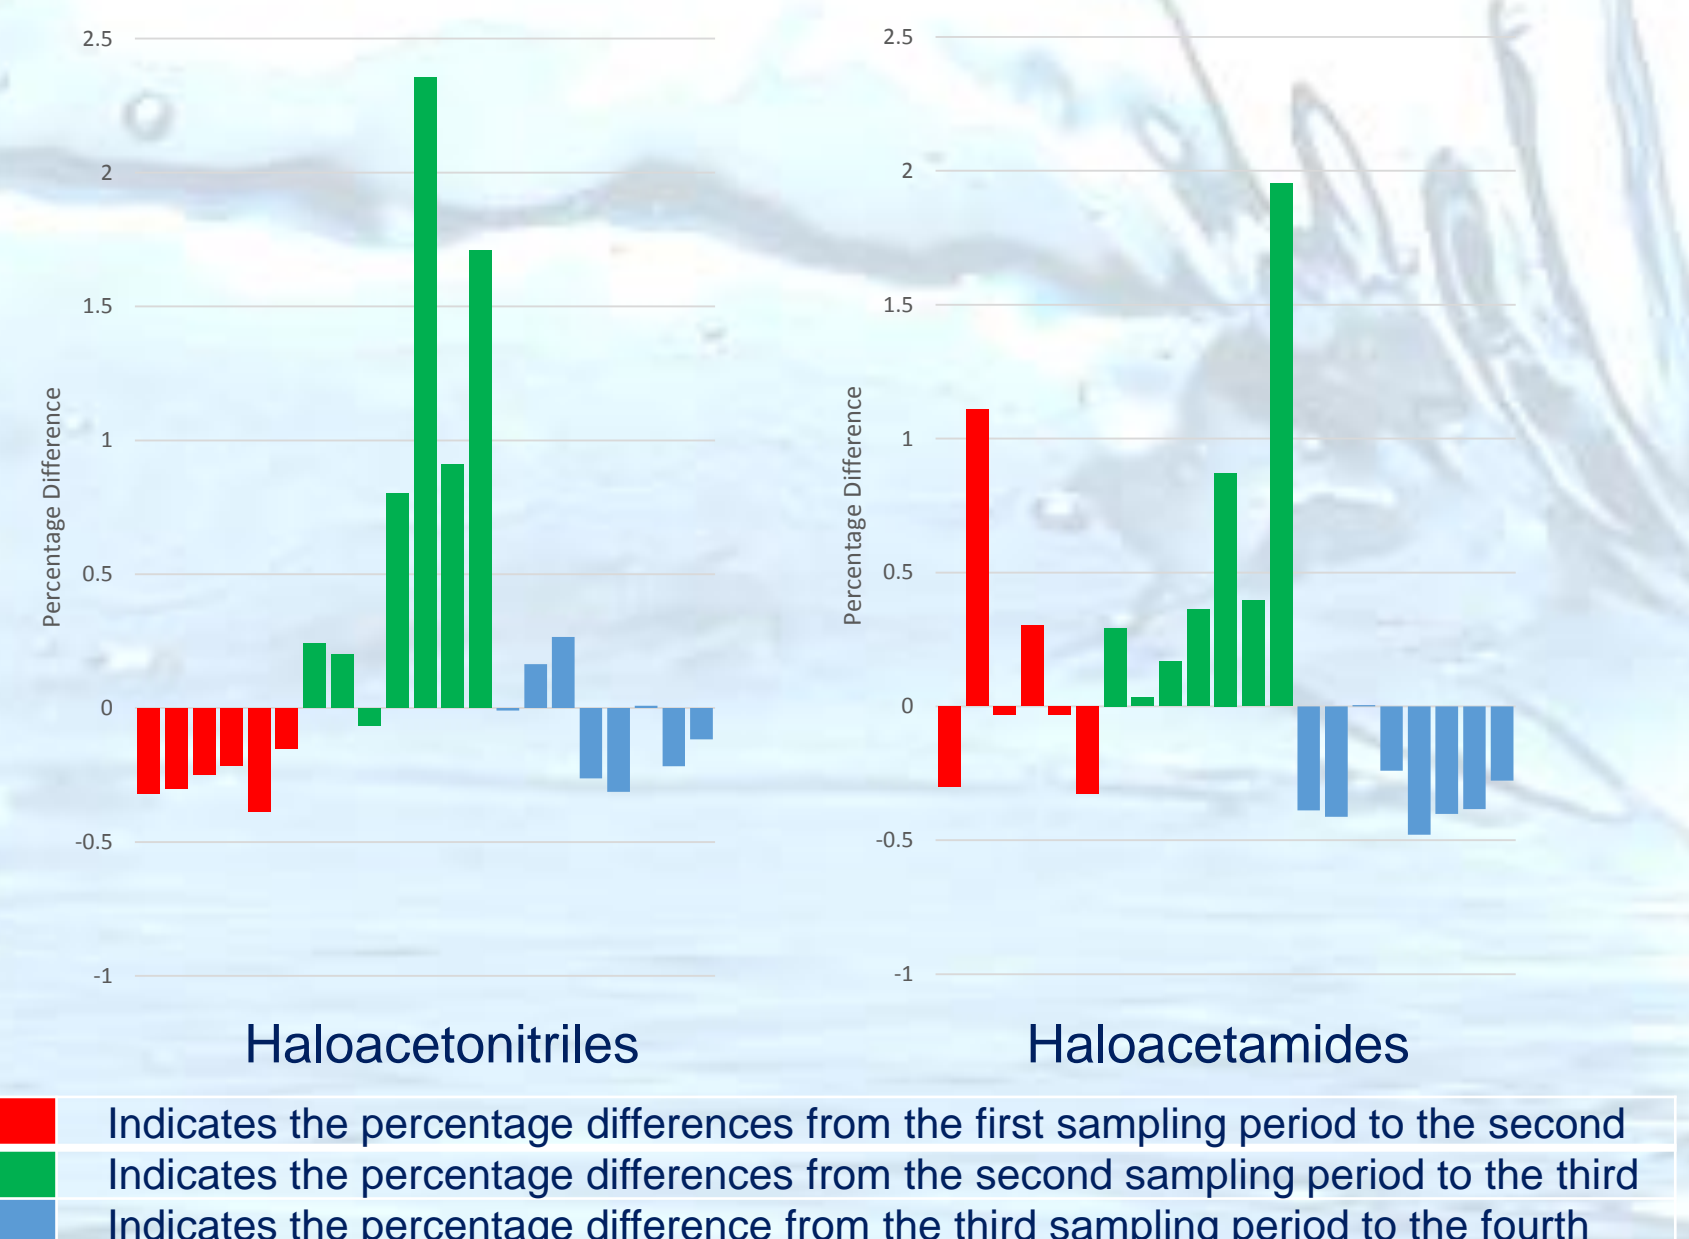 2.5
2
1.5
1
0.5
0
-0.5
-1
Percentage Difference
Haloacetonitriles
2.5
2
1.5
1
0.5
0
-0.5
-1
Percentage Difference
Haloacetamides
Indicates the percentage differences from the first sampling period to the second
Indicates the percentage differences from the second sampling period to the third
Indicates the percentage difference from the third sampling period to the fourth